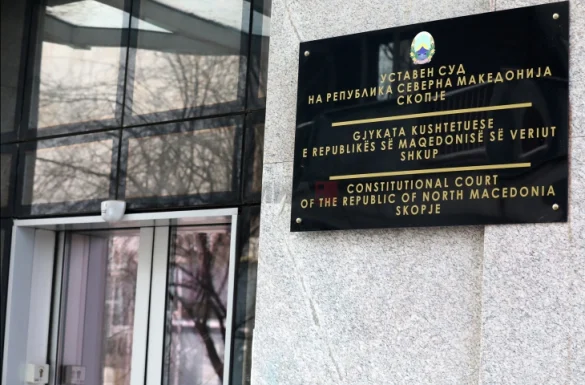 УСТАВЕН СУД
НА РЕПУБЛИКА СЕВЕРНА МАКЕДОНИЈА
СКОПЈЕ
GJYKATA KUSHTETUESE
E REPUBLIKËS SË MAQEDONISË SË VERIUT
SHKUP
CONSTITUTIONAL COURT
OF THE REPUBLIC OF NORTH MACEDONIA
SKOPJE